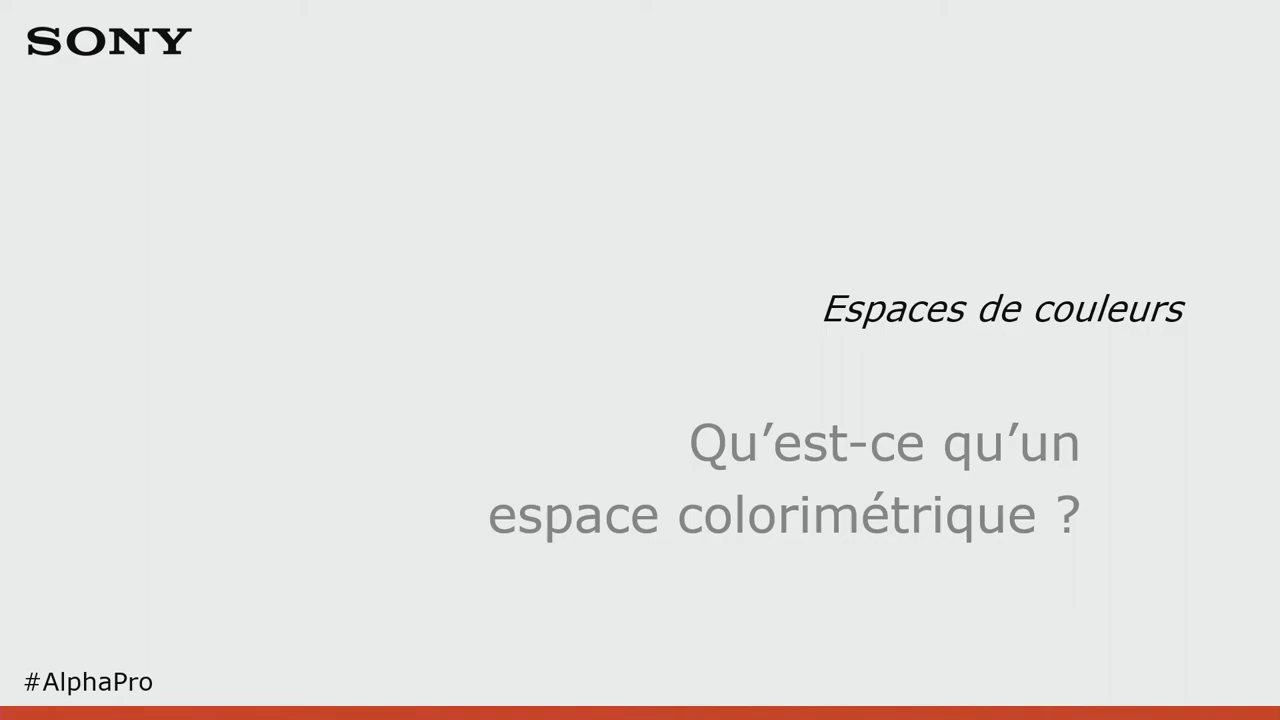 SONY
Espaces de couleurs
Qu’est-ce qu’un
espace colorimétrique ?
#AlphaPro